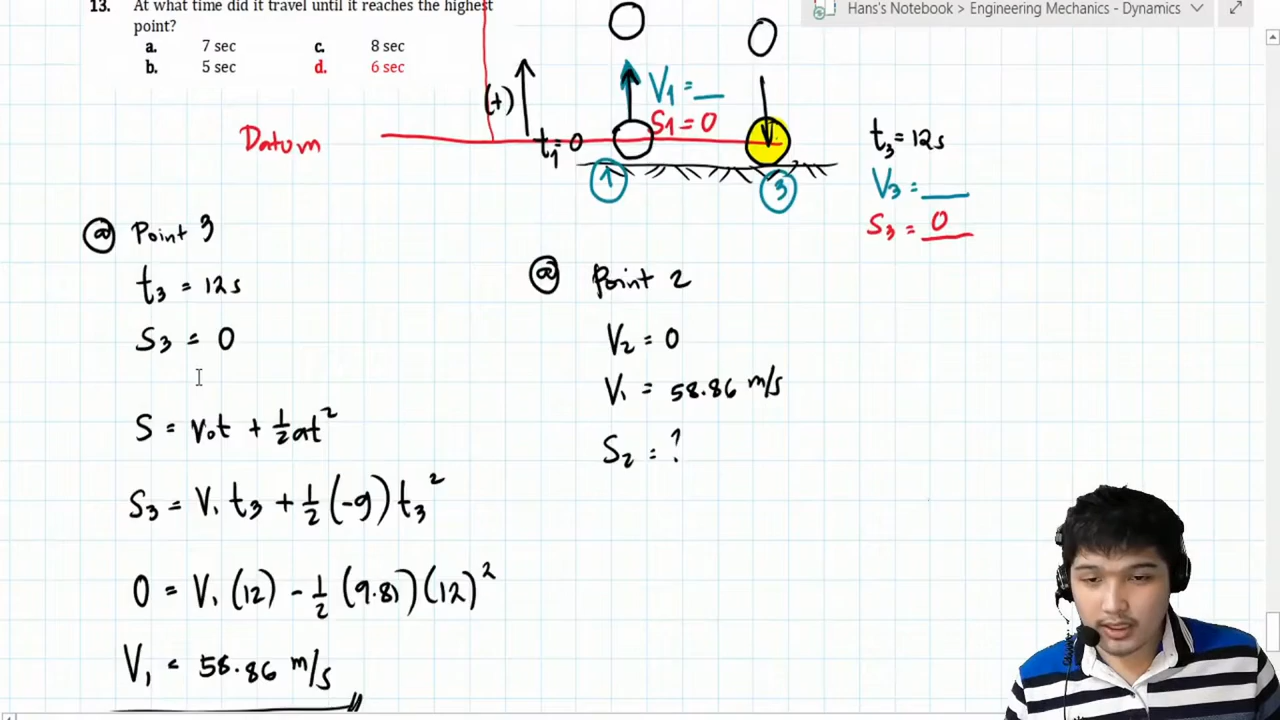 13. At what time did it travel until it reaches the highest
point?
a. 7 sec c. 8 sec
b. 5 sec d. 6 sec
Hans's Notebook > Engineering Mechanics - Dynamics
(+)
V1 = __
S1 = 0
t1 = 0
Datum
1
3
t3 = 12s
V3 = __
S3 = 0
@ Point 3
t3 = 12s
S3 = 0
S = v₀t + ½at²
S3 = V1 t3 + ½ (-g) t3²
0 = V1 (12) - ½ (9.81) (12)²
V1 = 58.86 m/s
@ Point 2
V2 = 0
V1 = 58.86 m/s
S2 = ?